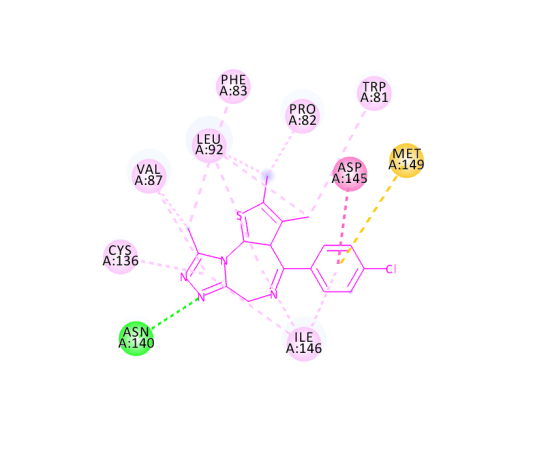 PHE
A:83
TRP
A:81
PRO
A:82
LEU
A:92
MET
A:149
ASP
A:145
VAL
A:87
S
CYS
A:136
N
Cl
N
N
N
ASN
A:140
ILE
A:146